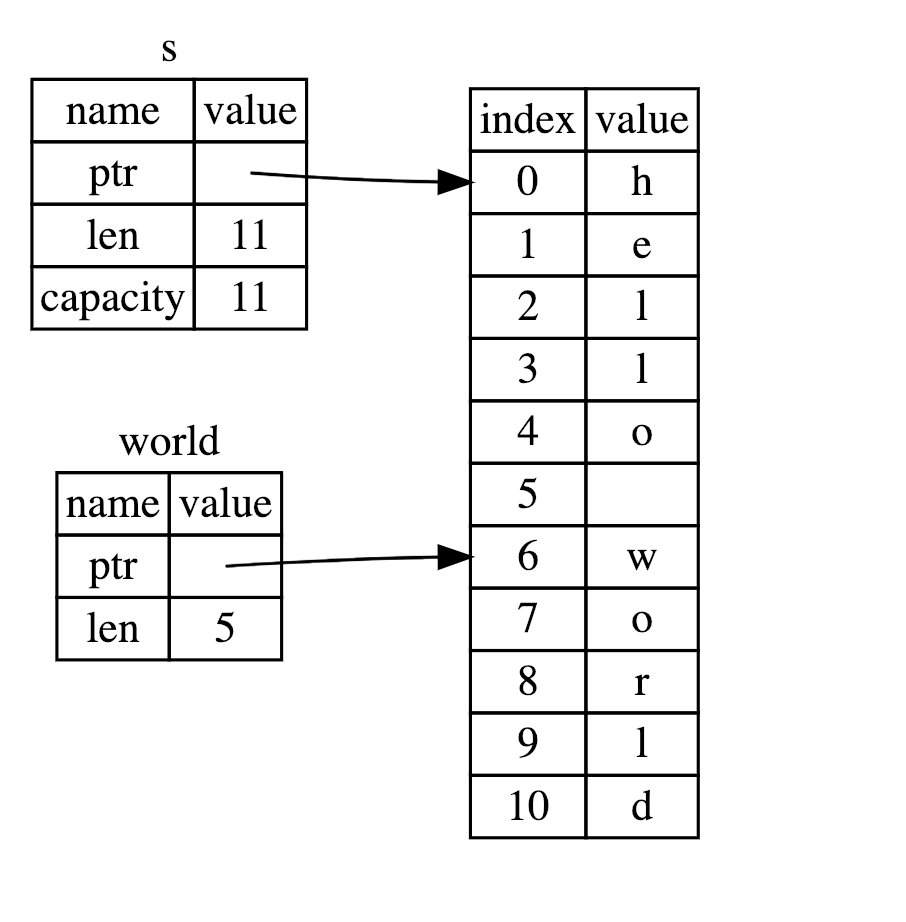 s
name value
ptr
len 11
capacity 11
world
name value
ptr
len 5
index value
0 h
1 e
2 l
3 l
4 o
5
6 w
7 o
8 r
9 l
10 d